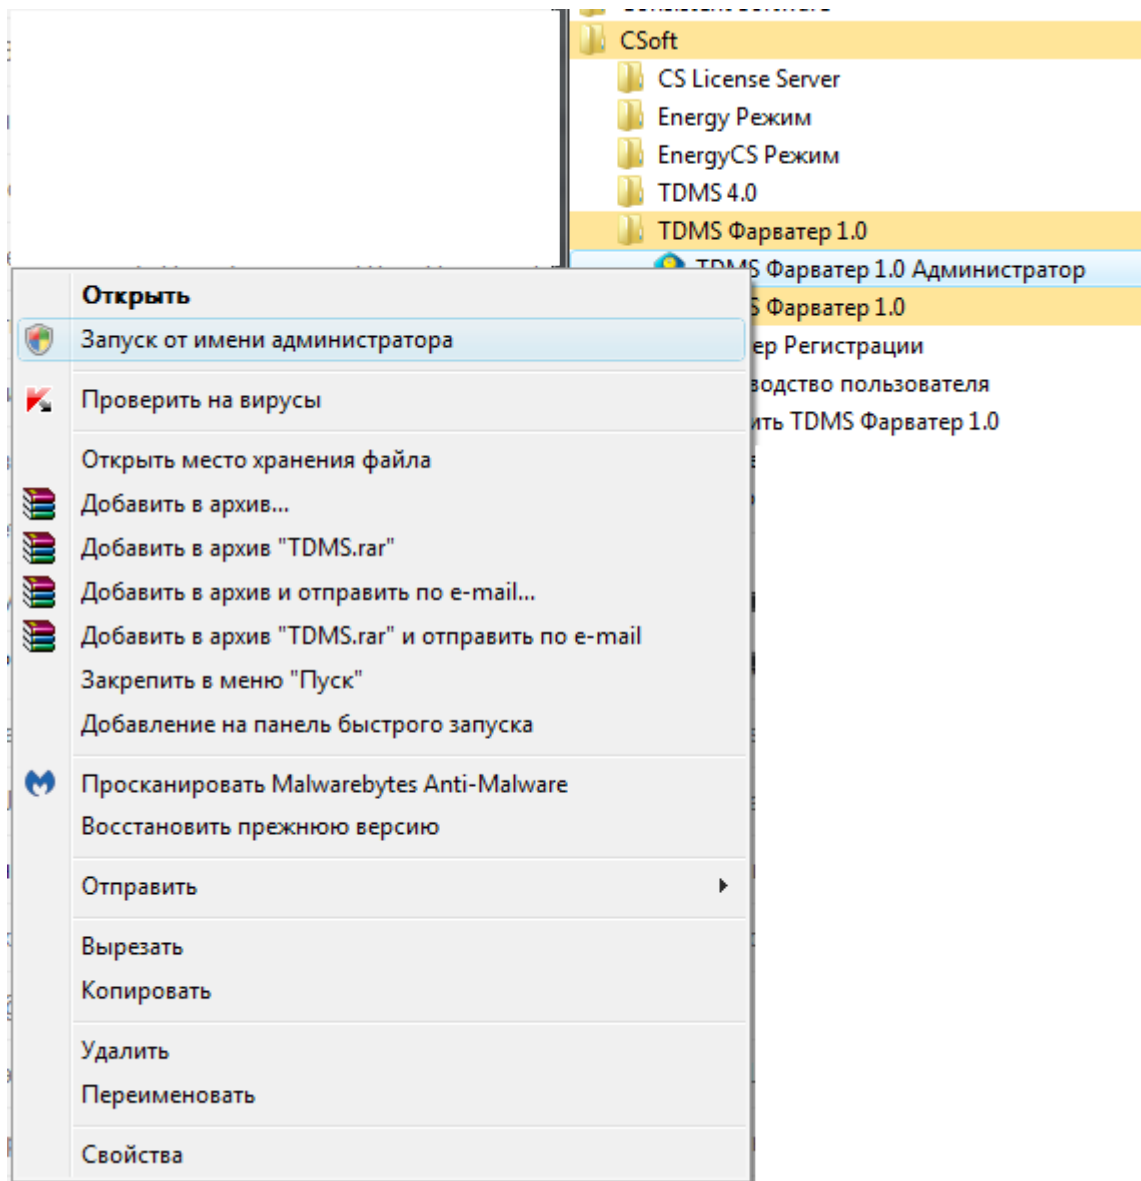 CSoft
CS License Server
Energy Режим
EnergyCS Режим
TDMS 4.0
TDMS Фарватер 1.0
TDMS Фарватер 1.0 Администратор
Фарватер 1.0
Регистрации
пользователя
TDMS Фарватер 1.0
Открыть
Запуск от имени администратора
Проверить на вирусы
Открыть место хранения файла
Добавить в архив...
Добавить в архив "TDMS.rar"
Добавить в архив и отправить по e-mail...
Добавить в архив "TDMS.rar" и отправить по e-mail
Закрепить в меню "Пуск"
Добавление на панель быстрого запуска
Просканировать Malwarebytes Anti-Malware
Восстановить прежнюю версию
Отправить
Вырезать
Копировать
Удалить
Переименовать
Свойства